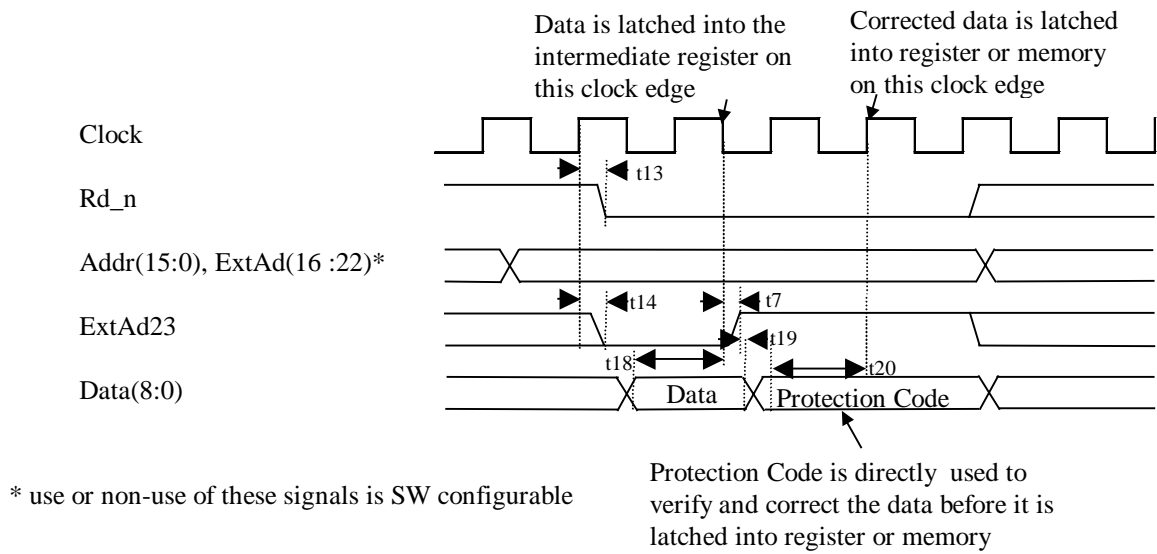 Data is latched into the
intermediate register on
this clock edge
Corrected data is latched
into register or memory
on this clock edge
Clock
t13
Rd_n
Addr(15:0), ExtAd(16 :22)*
t14
t7
ExtAd23
t19
t18
t20
Data(8:0)
Data
Protection Code
* use or non-use of these signals is SW configurable
Protection Code is directly used to
verify and correct the data before it is
latched into register or memory